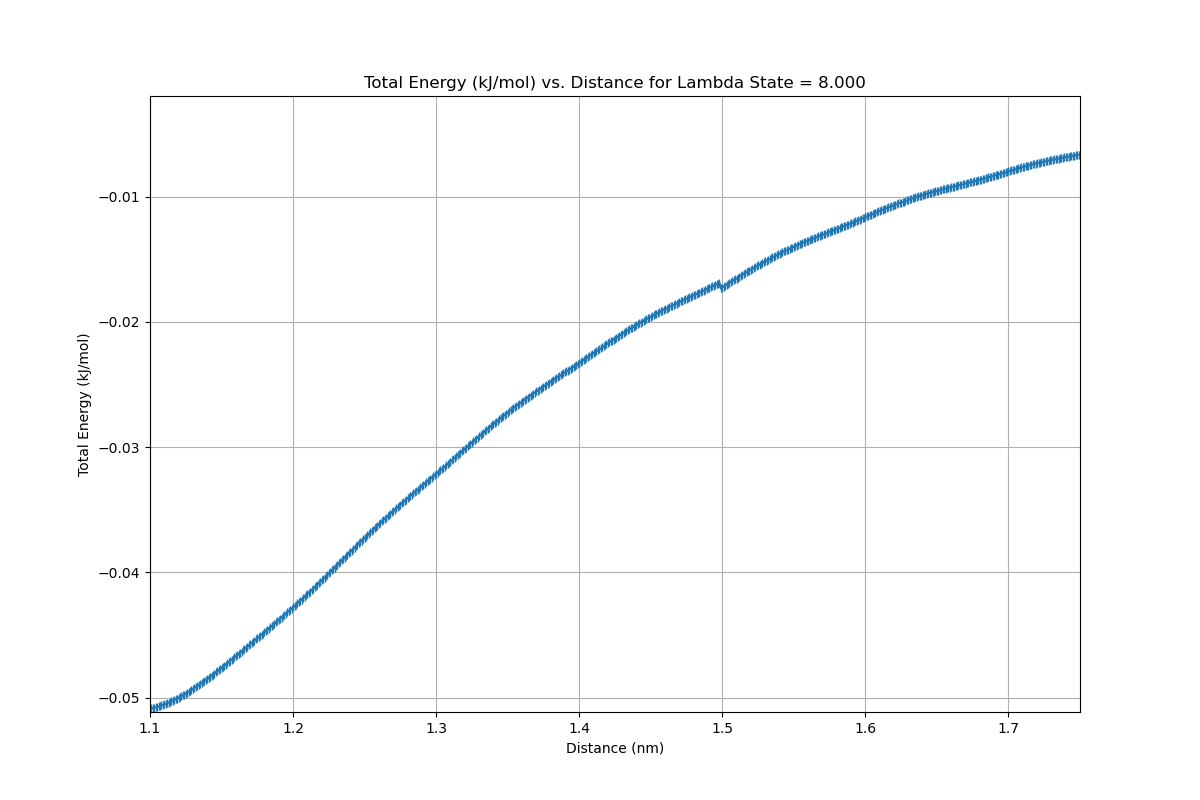 Total Energy (kJ/mol) vs. Distance for Lambda State = 8.000
Total Energy (kJ/mol)
−0.01
−0.02
−0.03
−0.04
−0.05
1.1 1.2 1.3 1.4 1.5 1.6 1.7
Distance (nm)